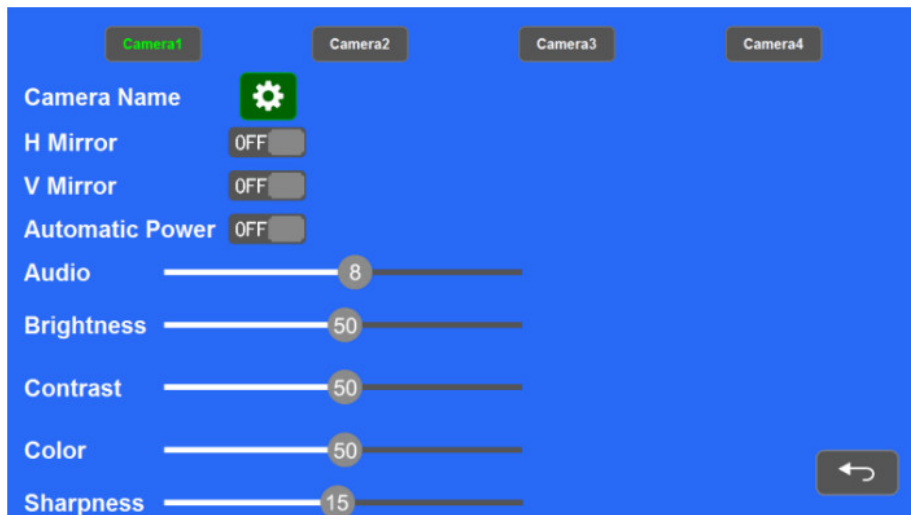 Camera1 Camera2 Camera3 Camera4
Camera Name
H Mirror OFF
V Mirror OFF
Automatic Power OFF
Audio 8
Brightness 50
Contrast 50
Color 50
Sharpness 15